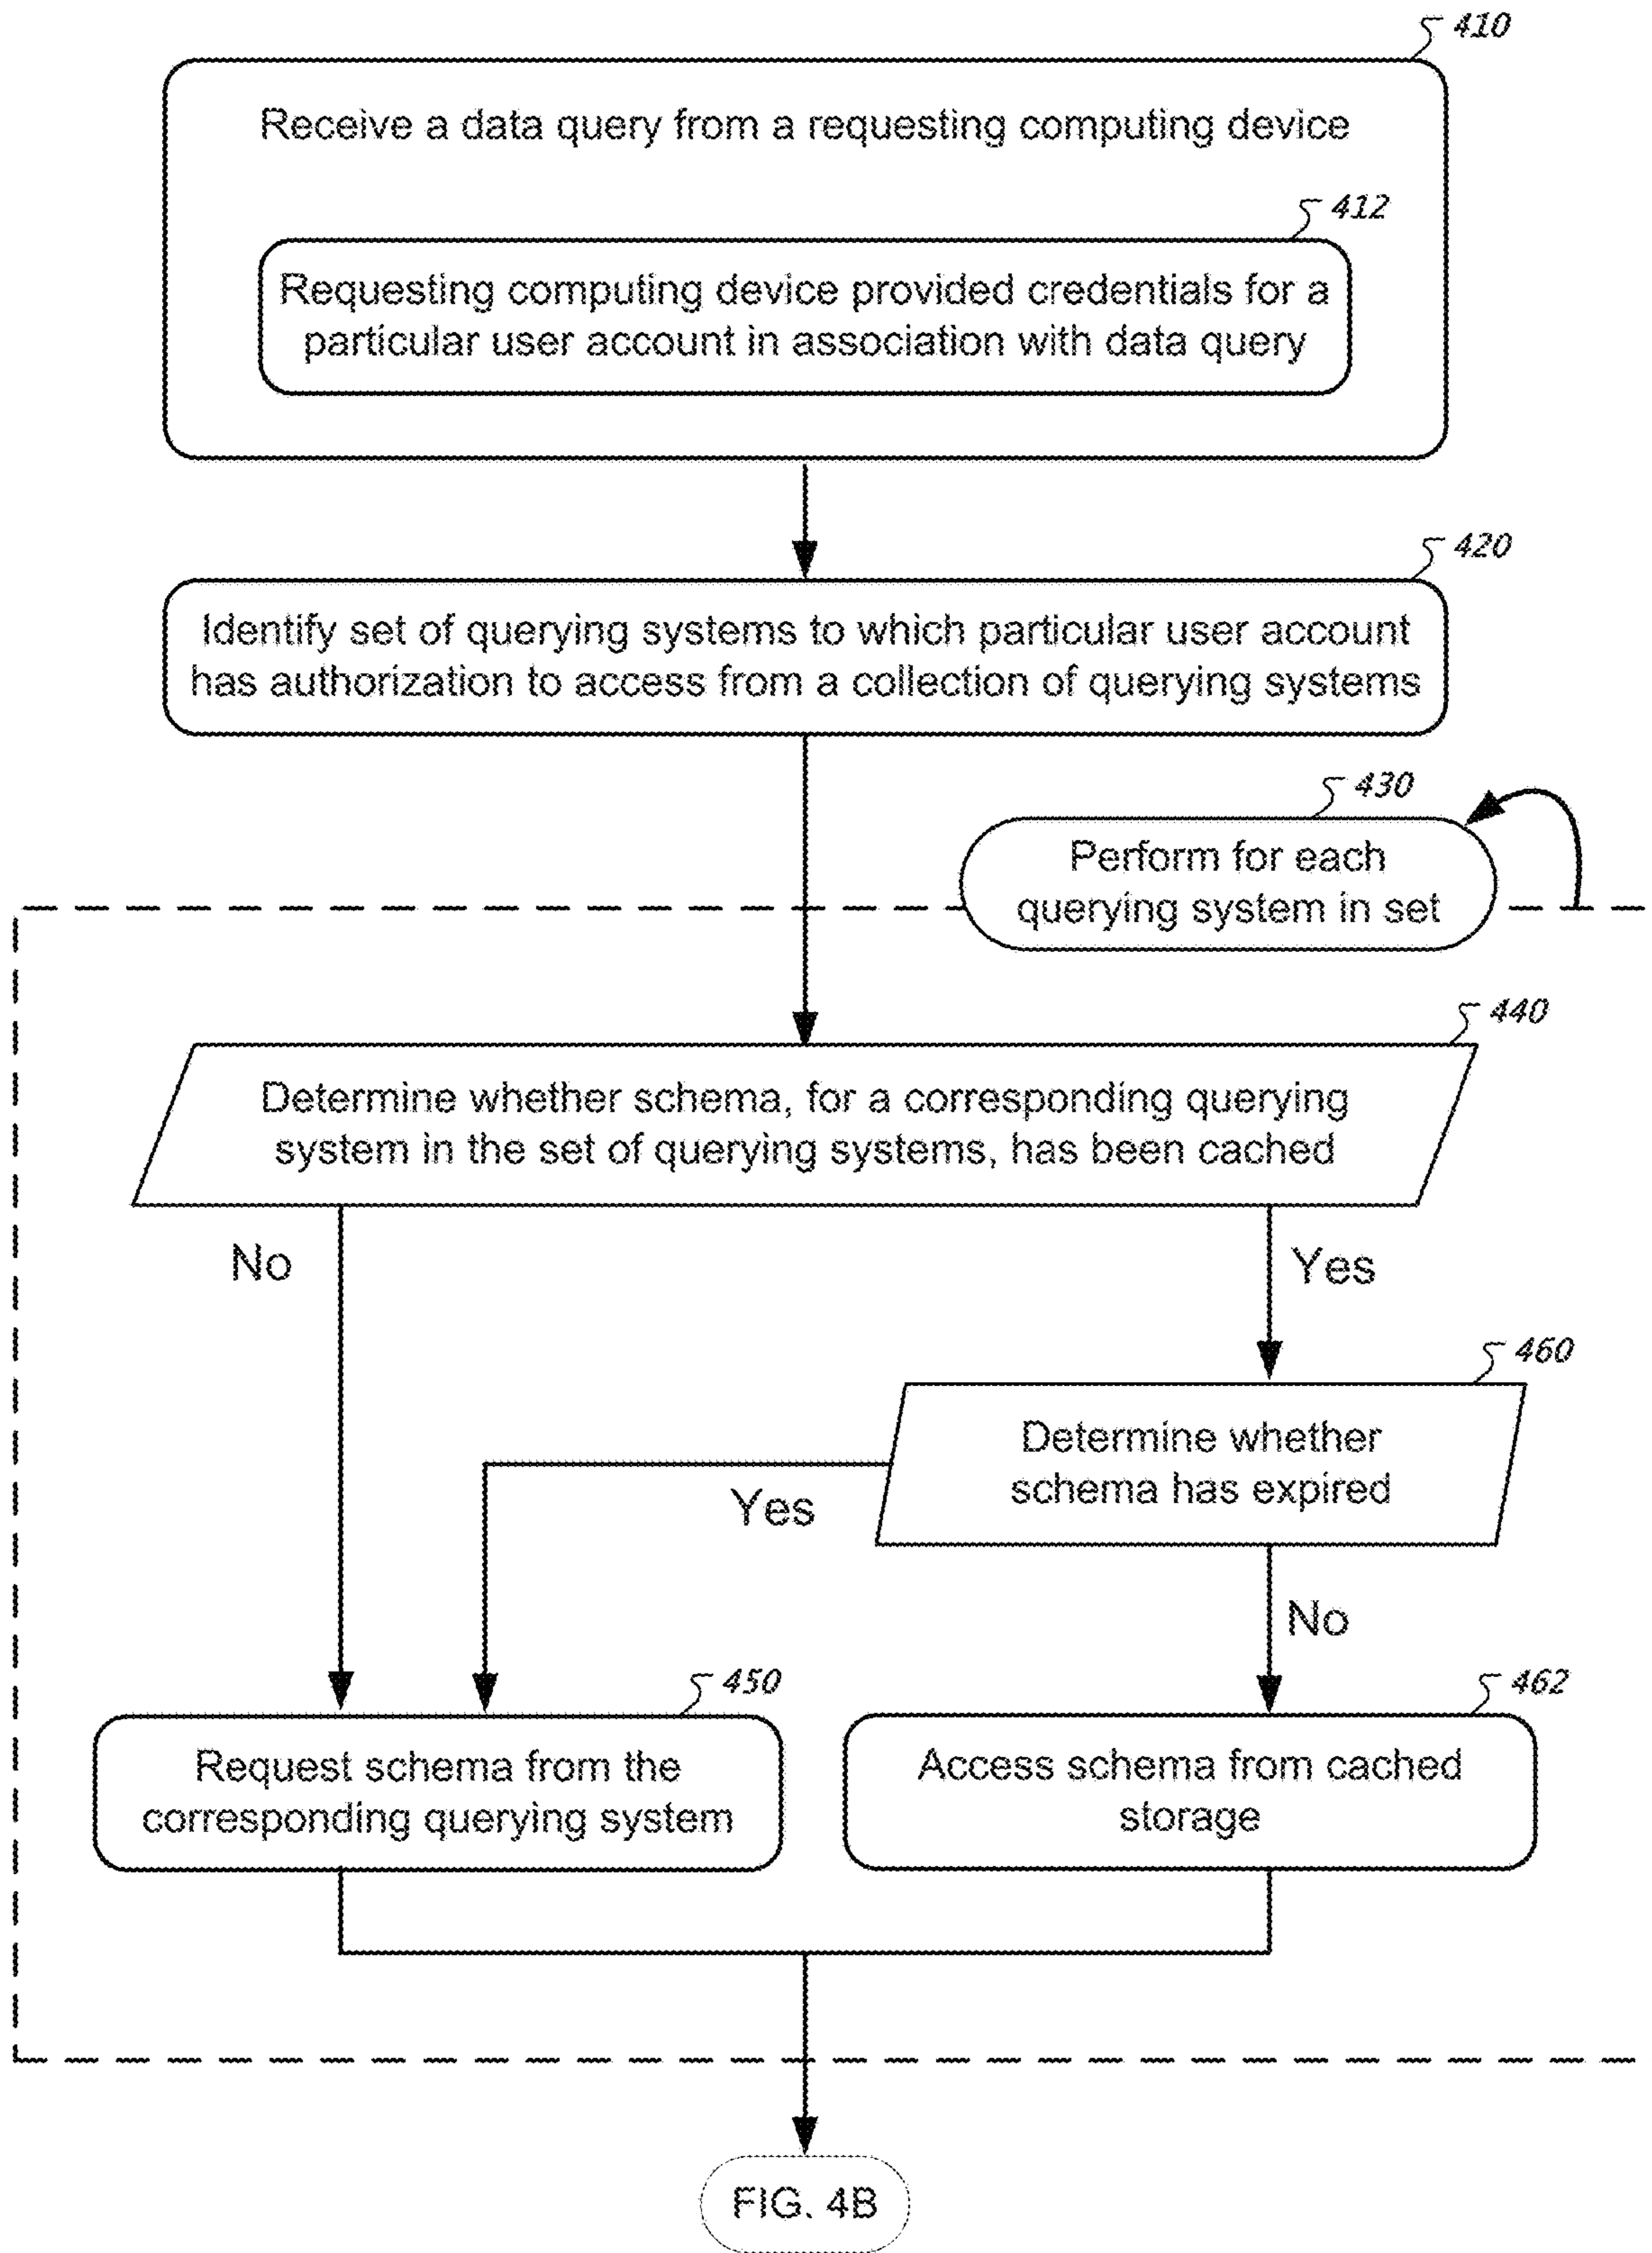 410
Receive a data query from a requesting computing device
412
Requesting computing device provided credentials for a
particular user account in association with data query
420
Identify set of querying systems to which particular user account
has authorization to access from a collection of querying systems
430
Perform for each
querying system in set
440
Determine whether schema, for a corresponding querying
system in the set of querying systems, has been cached
No
Yes
460
Determine whether
schema has expired
Yes
No
450
462
Request schema from the
corresponding querying system
Access schema from cached
storage
FIG. 4B